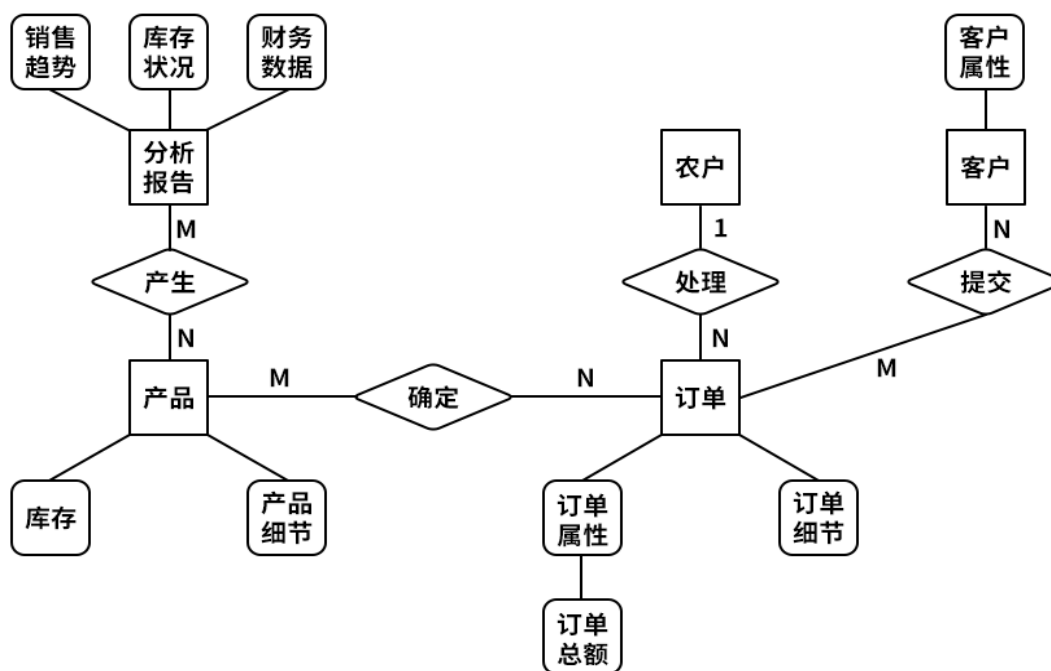 销售
趋势
库存
状况
财务
数据
客户
属性
分析
报告
农户
客户
M
1
N
产生
处理
提交
N
N
M
产品
M
确定
N
订单
库存
产品
细节
订单
属性
订单
细节
订单
总额